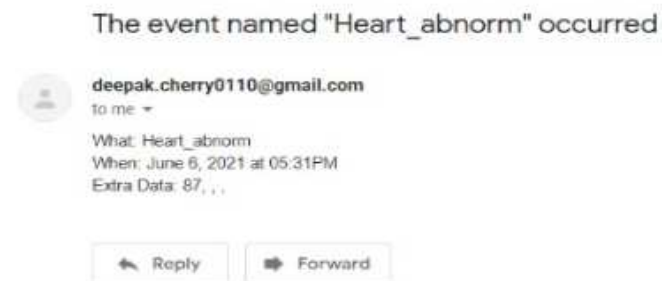 The event named "Heart_abnorm" occurred
deepak.cherry0110@gmail.com
to me
What: Heart_abnorm
When: June 6, 2021 at 05:31PM
Extra Data: 87, , .
Reply Forward